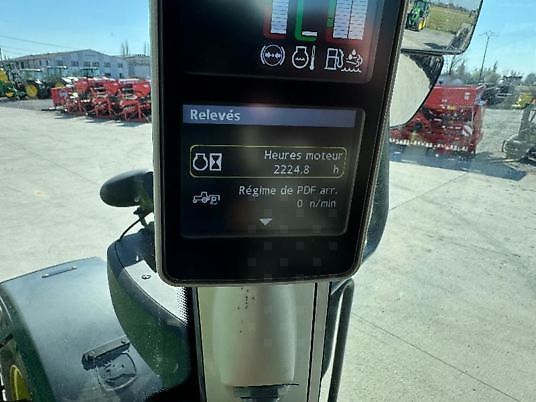 Relevés
Heures moteur
2224,8 h
Régime de PDF arr.
0 n/min